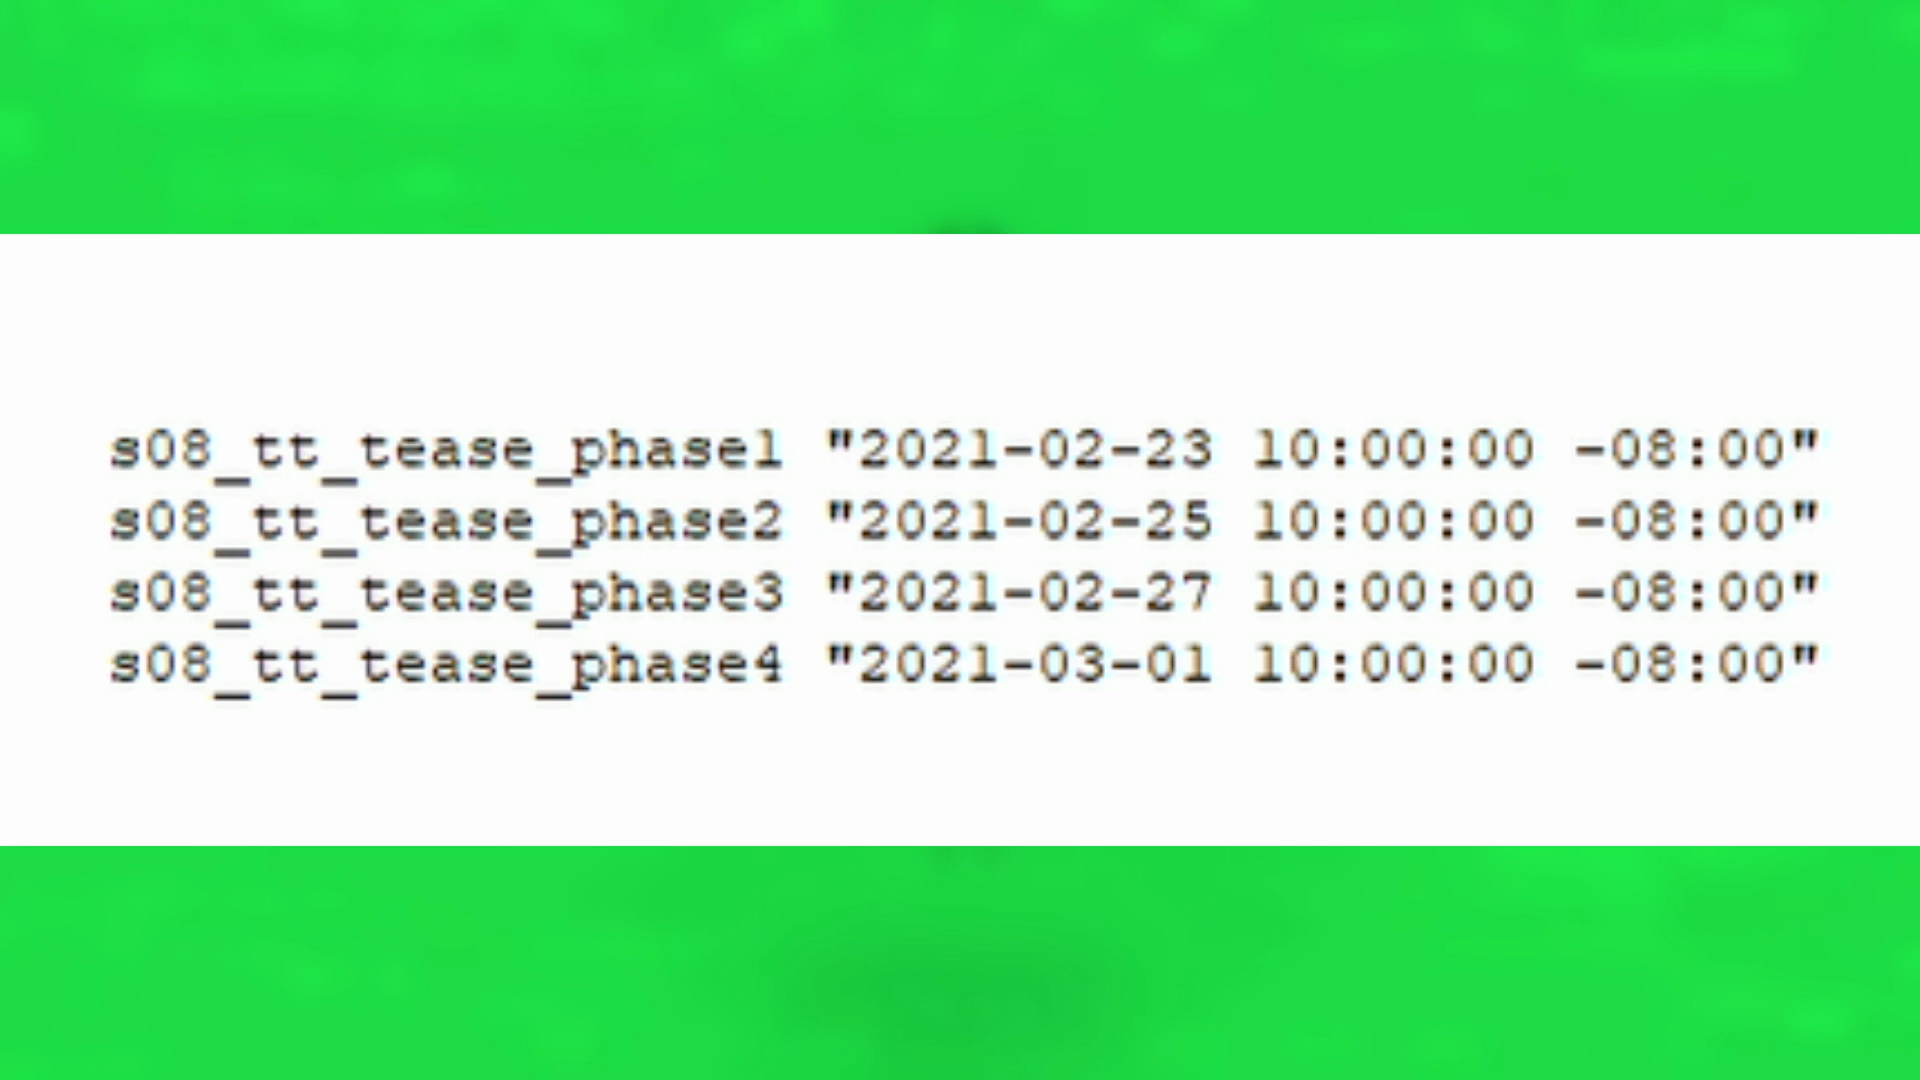 s08_tt_tease_phase1 "2021-02-23 10:00:00 -08:00"
s08_tt_tease_phase2 "2021-02-25 10:00:00 -08:00"
s08_tt_tease_phase3 "2021-02-27 10:00:00 -08:00"
s08_tt_tease_phase4 "2021-03-01 10:00:00 -08:00"